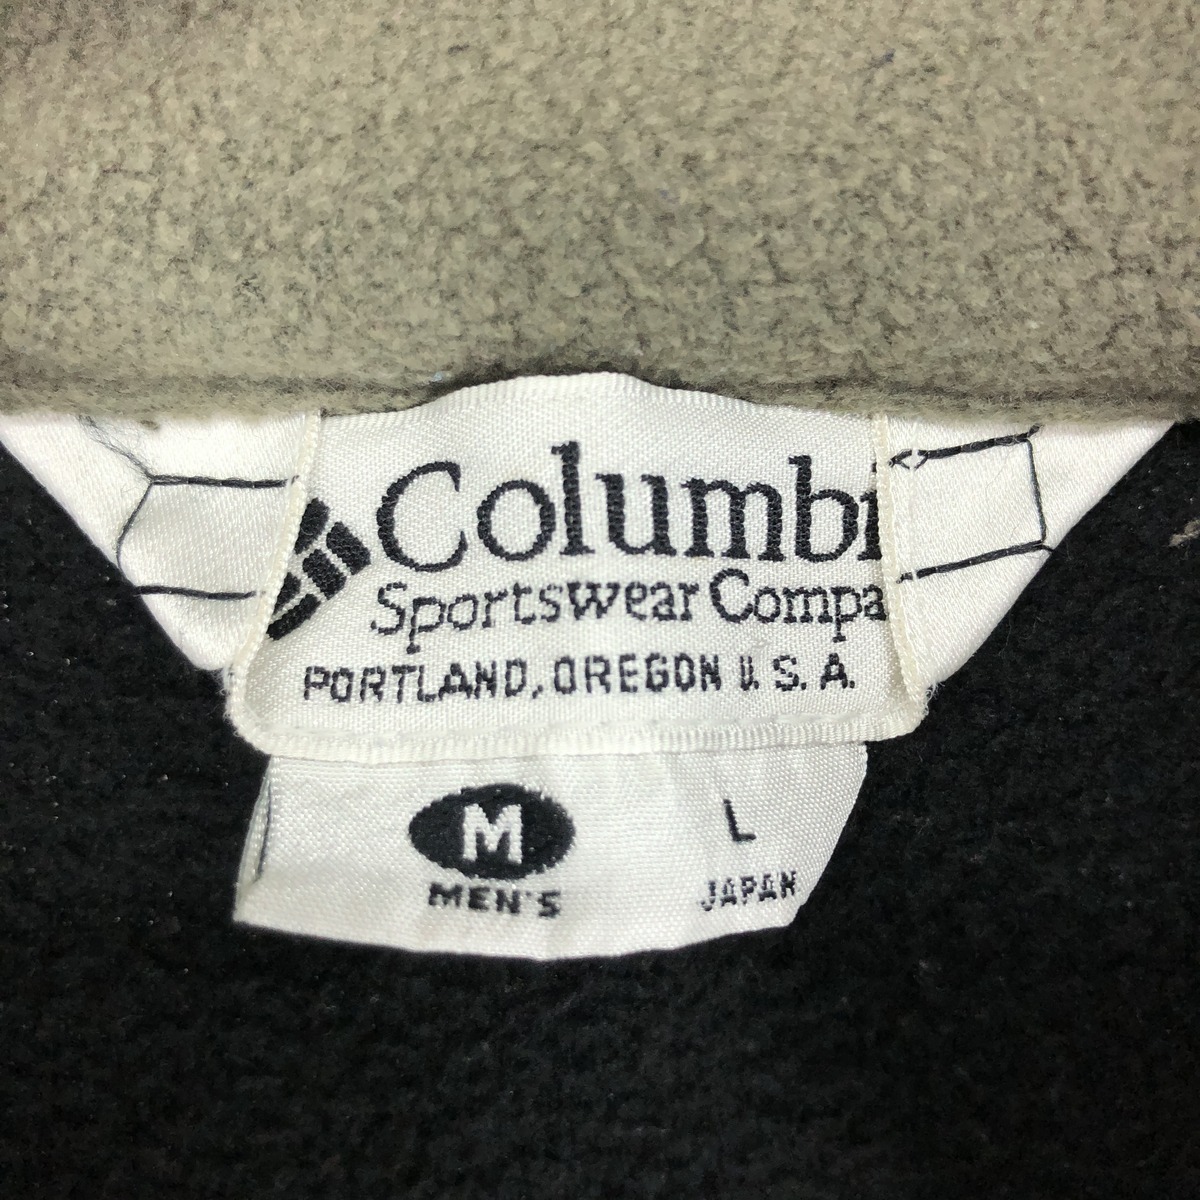 Columbi
Sportswear Compa
PORTLAND, OREGON U.S.A.
M L
MEN'S JAPAN